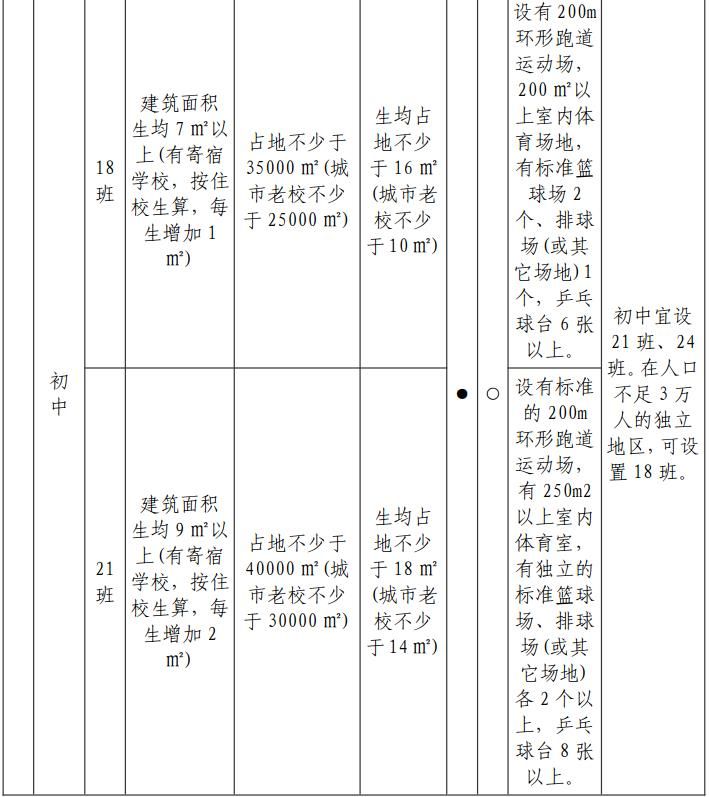 初
中
18
班
建筑面积
生均 7 ㎡以
上(有寄宿
学校, 按住
校生算, 每
生增加 1
㎡)
占地不少于
35000 ㎡(城
市老校不少
于 25000 ㎡)
生均占
地不少
于 16 ㎡
(城市老
校不少
于 10 ㎡)
设有 200m
环形跑道
运动场,
200 ㎡以
上室内体
育场地,
有标准篮
球场 2
个、排球
场(或其
它场地)1
个, 乒乓
球台 6 张
以上。
21
班
建筑面积
生均 9 ㎡以
上(有寄宿
学校, 按住
校生算, 每
生增加 2
㎡)
占地不少于
40000 ㎡(城
市老校不少
于 30000 ㎡)
生均占
地不少
于 18 ㎡
(城市老
校不少
于 14 ㎡)
●
○
设有标准
的 200m
环形跑道
运动场,
有 250m2
以上室内
体育室,
有独立的
标准篮球
场、排球
场(或其
它场地)
各 2 个以
上, 乒乓
球台 8 张
以上。
初中宜设
21 班、24
班。在人口
不足 3 万
人的独立
地区, 可设
置 18 班。